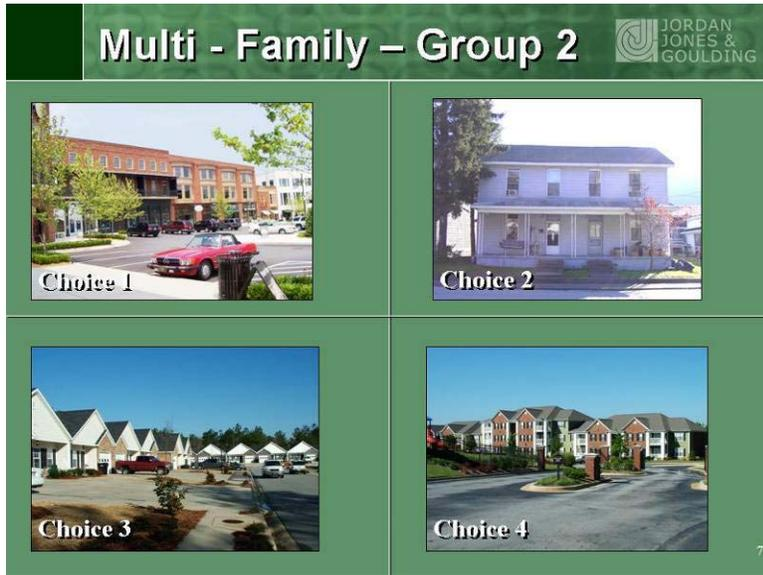 Multi - Family – Group 2
JORDAN
JONES &
GOULDING
Choice 1
Choice 2
Choice 3
Choice 4
7